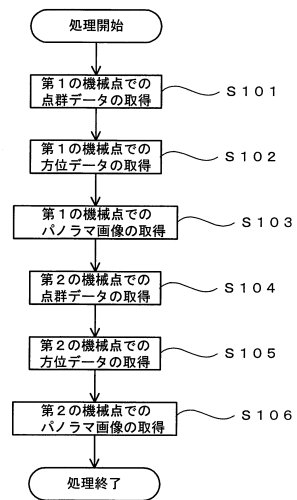 処理開始
第１の機械点での
点群データの取得
Ｓ１０１
第１の機械点での
方位データの取得
Ｓ１０２
第１の機械点での
パノラマ画像の取得
Ｓ１０３
第２の機械点での
点群データの取得
Ｓ１０４
第２の機械点での
方位データの取得
Ｓ１０５
第２の機械点での
パノラマ画像の取得
Ｓ１０６
処理終了